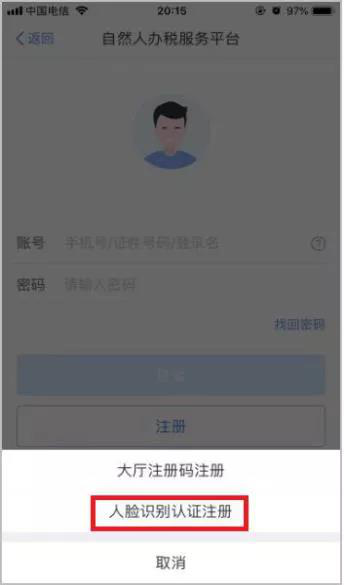 中国电信 20:15 97%
返回 自然人办税服务平台
账号 手机号/证件号码/登录名
密码 请输入密码
找回密码
登录
注册
大厅注册码注册
人脸识别认证注册
取消